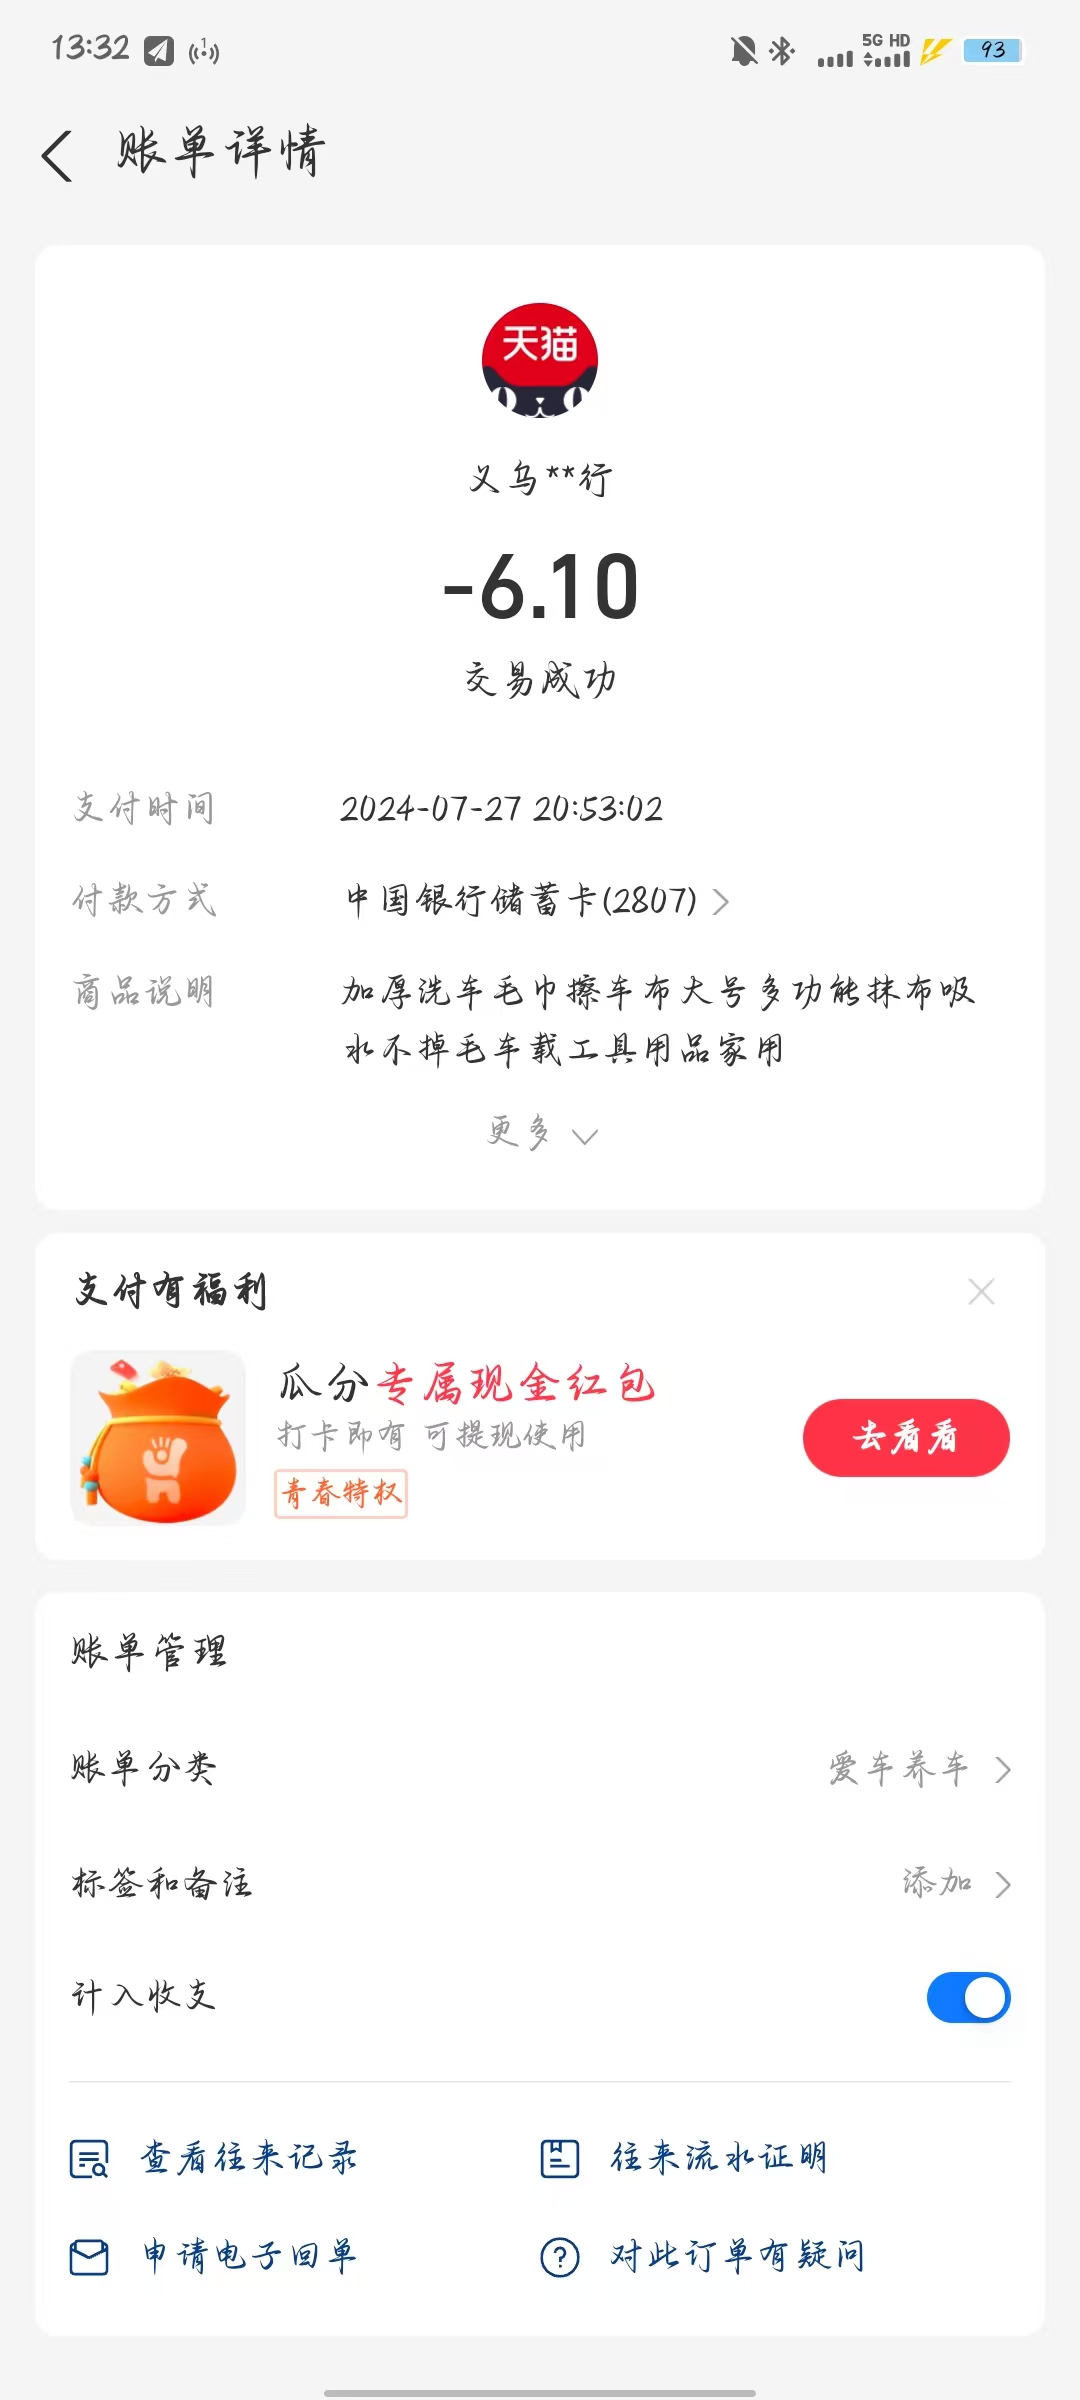 13:32
5G HD
93
账单详情
天猫
义乌**行
-6.10
交易成功
支付时间 2024-07-27 20:53:02
付款方式 中国银行储蓄卡(2807)
商品说明 加厚洗车毛巾擦车布大号多功能抹布吸
水不掉毛车载工具用品家用
更多
支付有福利
瓜分专属现金红包
打卡即有 可提现使用
去看看
青春特权
账单管理
账单分类 爱车养车
标签和备注 添加
计入收支
查看往来记录 往来流水证明
申请电子回单 对此订单有疑问